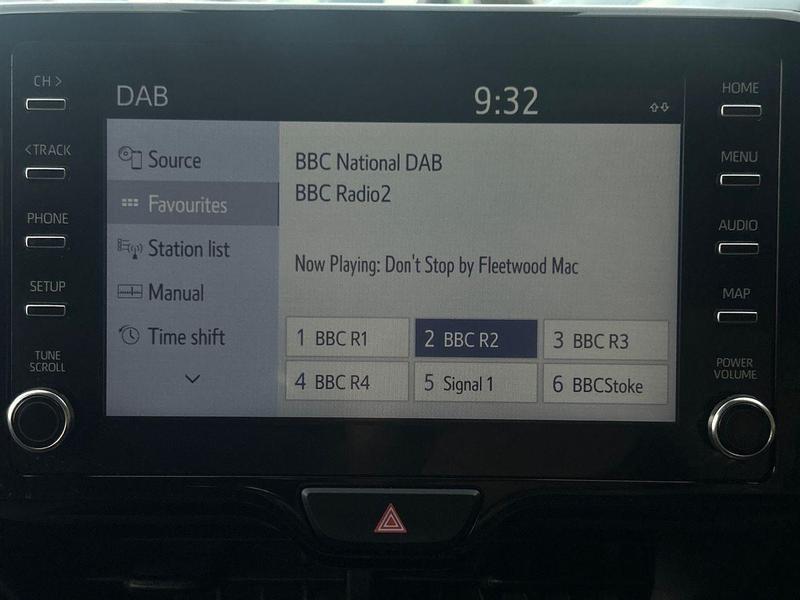 CH >
DAB
9:32
HOME
<TRACK
Source
BBC National DAB
MENU
Favourites
BBC Radio2
PHONE
Station list
AUDIO
Now Playing: Don't Stop by Fleetwood Mac
SETUP
Manual
MAP
Time shift
1 BBC R1
2 BBC R2
3 BBC R3
TUNE
SCROLL
4 BBC R4
5 Signal 1
6 BBCStoke
POWER
VOLUME